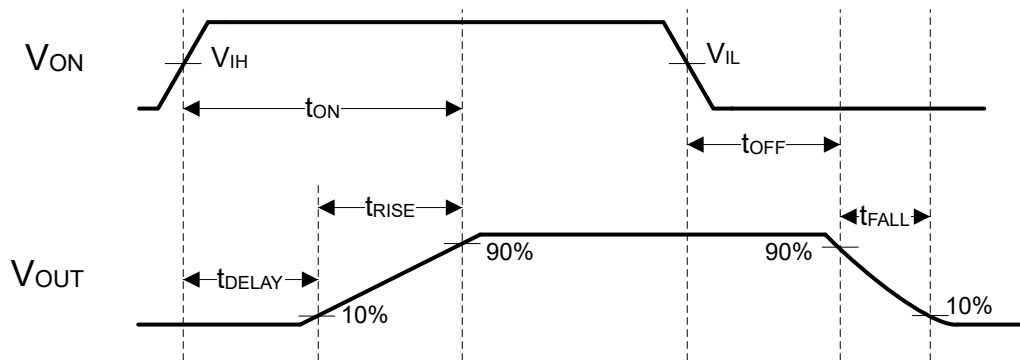 VON
VIH
VIL
tON
tOFF
tRISE
tFALL
VOUT
90%
90%
tDELAY
10%
10%